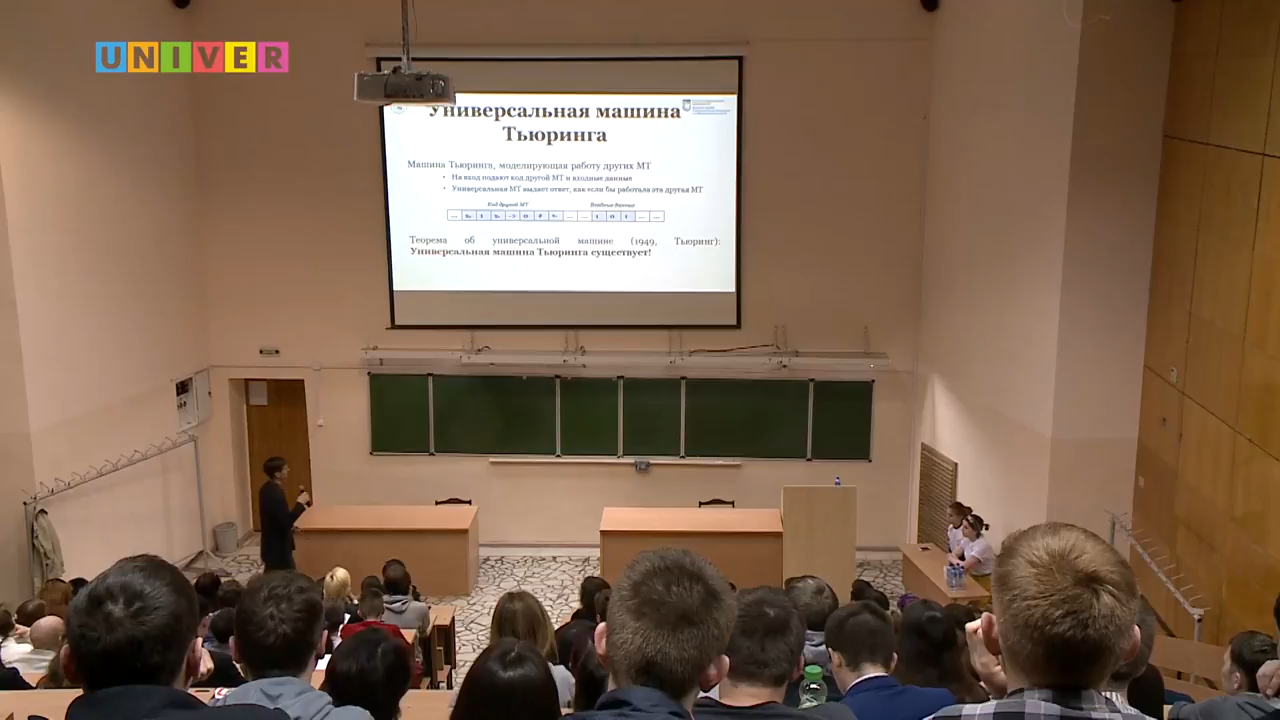 UNIVER
Универсальная машина
Тьюринга
Машина Тьюринга, моделирующая работу других МТ
• На вход подают код другой МТ и входные данные
• Универсальная МТ выдает ответ, как если бы работала эта другая МТ
Код другой МТ Входные данные
Теорема об универсальной машине (1949, Тьюринг):
Универсальная машина Тьюринга существует!